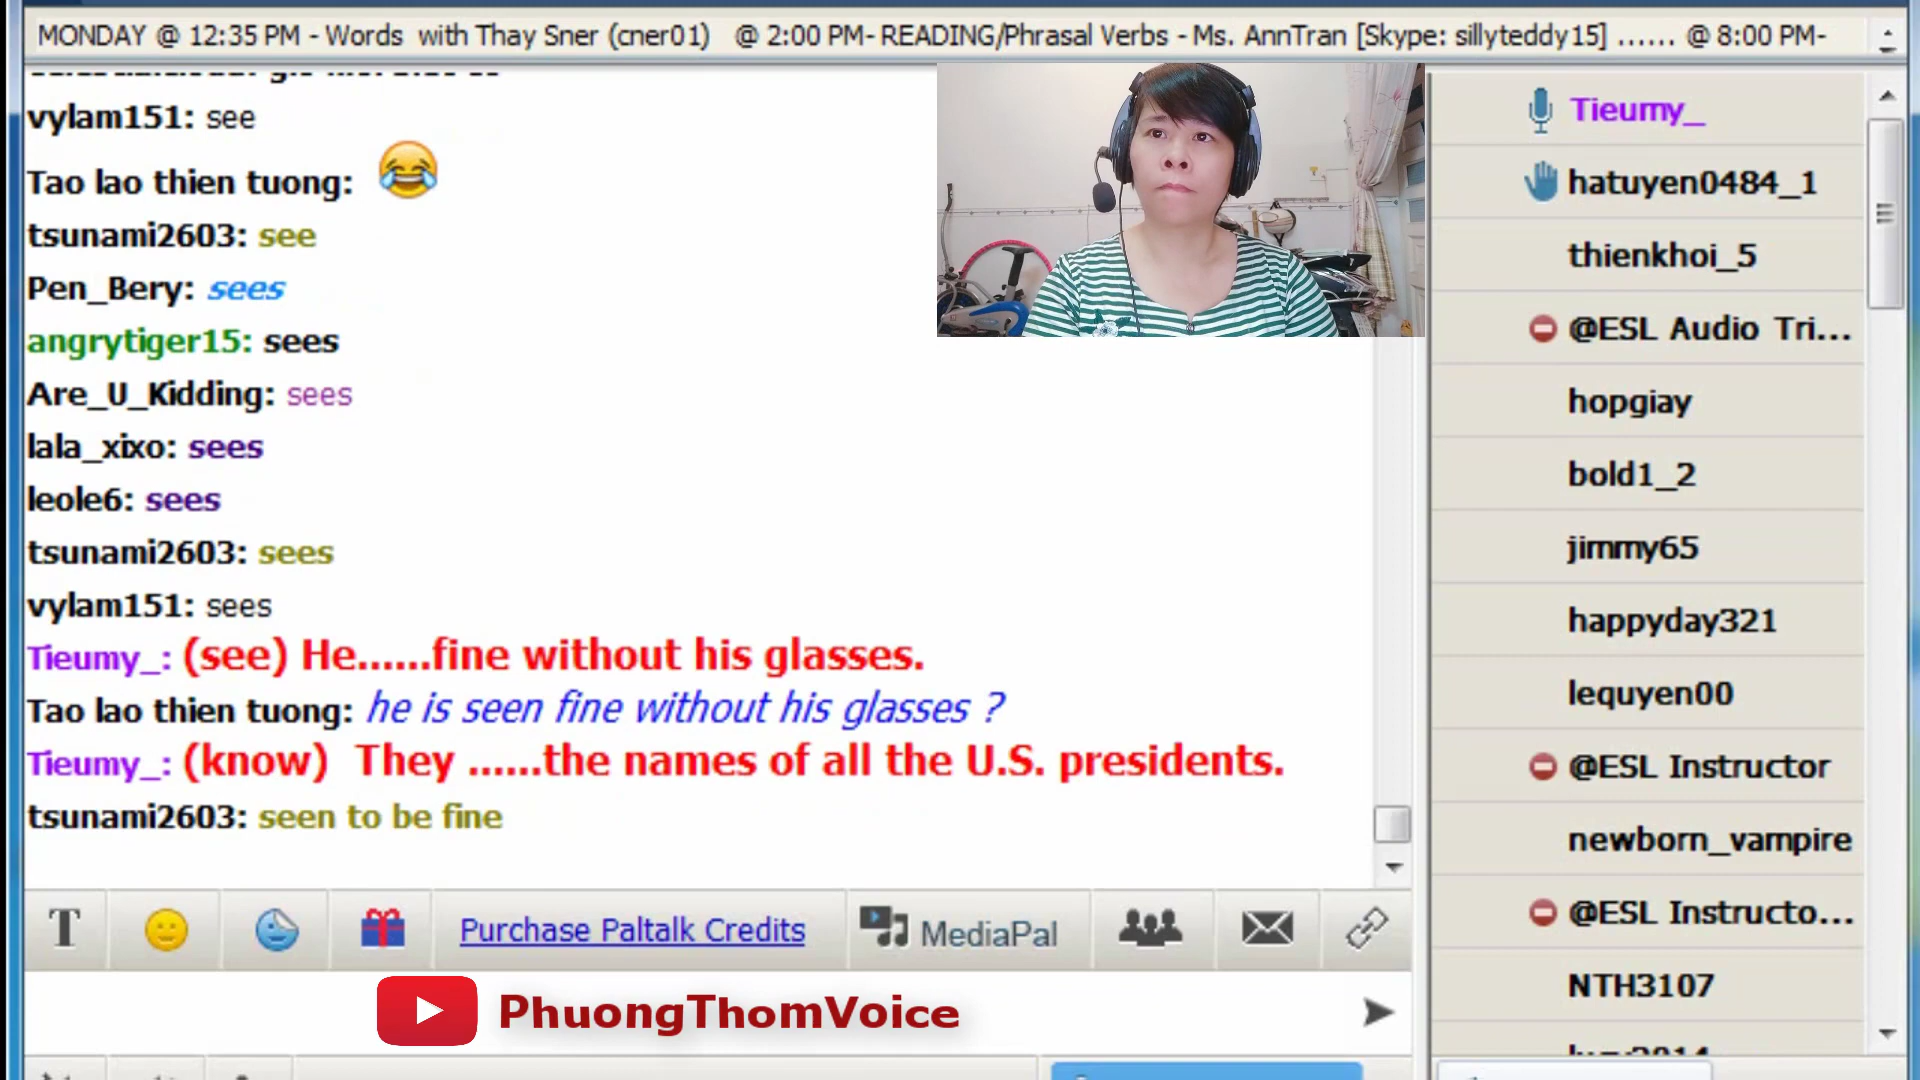 MONDAY @ 12:35 PM - Words with Thay Sner (cner01) @ 2:00 PM- READING/Phrasal Verbs - Ms. AnnTran [Skype: sillyteddy15] ...... @ 8:00 PM-
vylam151: see
Tao lao thien tuong:
tsunami2603: see
Pen_Bery: sees
angrytiger15: sees
Are_U_Kidding: sees
lala_xixo: sees
leole6: sees
tsunami2603: sees
vylam151: sees
Tieumy_: (see) He......fine without his glasses.
Tao lao thien tuong: he is seen fine without his glasses ?
Tieumy_: (know) They ......the names of all the U.S. presidents.
tsunami2603: seen to be fine
T
Purchase Paltalk Credits
MediaPal
PhuongThomVoice
Tieumy_
hatuyen0484_1
thienkhoi_5
@ESL Audio Tri...
hopgiay
bold1_2
jimmy65
happyday321
lequyen00
@ESL Instructor
newborn_vampire
@ESL Instructo...
NTH3107